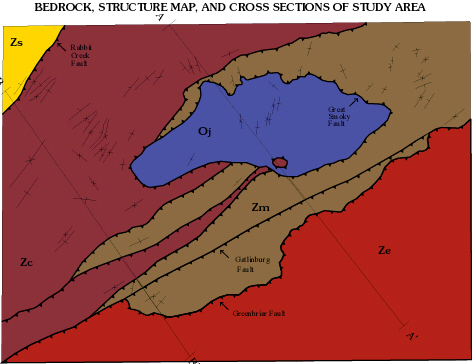 BEDROCK, STRUCTURE MAP, AND CROSS SECTIONS OF STUDY AREA
A
Zs
Rabbit
Creek
Fault
Great
Smoky
Fault
Oj
Zm
Ze
Zc
Gatlinburg
Fault
Greenbrier Fault
A'